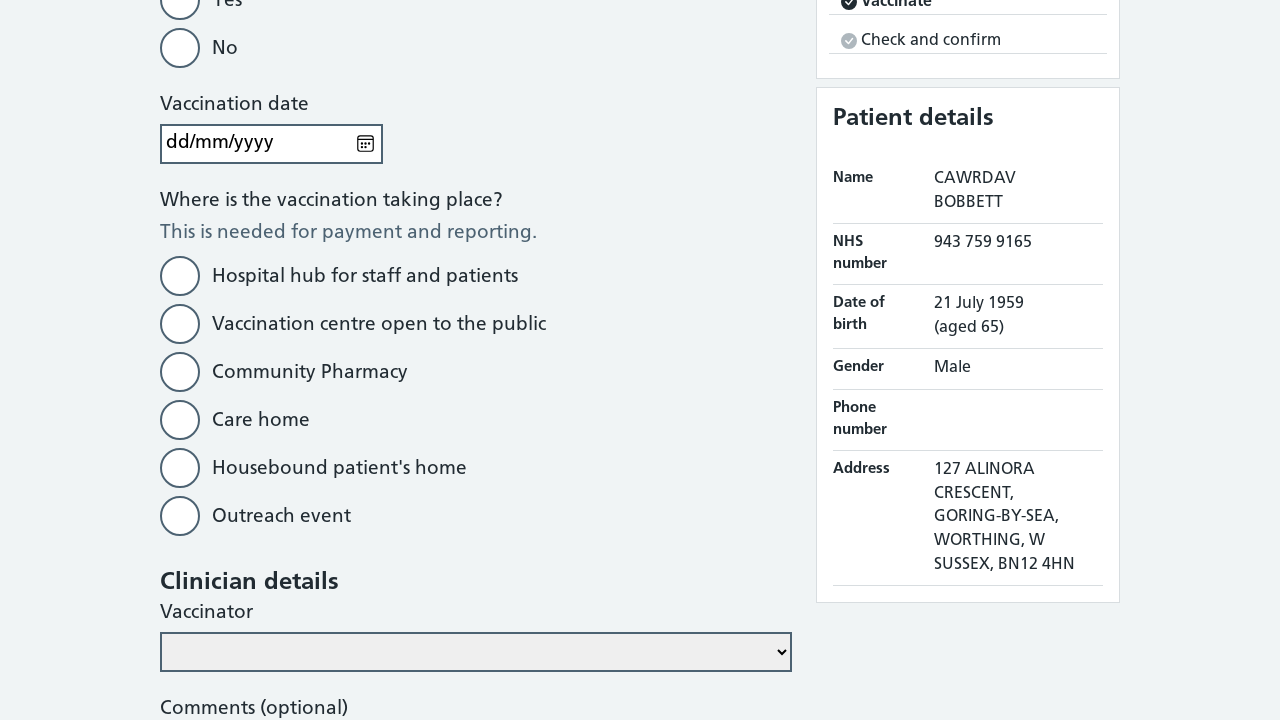 Yes
No
Vaccination date
dd/mm/yyyy
Where is the vaccination taking place?
This is needed for payment and reporting.
Hospital hub for staff and patients
Vaccination centre open to the public
Community Pharmacy
Care home
Housebound patient's home
Outreach event
Clinician details
Vaccinator
Comments (optional)
Vaccinate
Check and confirm
Patient details
Name CAWRDAV
BOBBETT
NHS 943 759 9165
number
Date of 21 July 1959
birth (aged 65)
Gender Male
Phone
number
Address 127 ALINORA
CRESCENT,
GORING-BY-SEA,
WORTHING, W
SUSSEX, BN12 4HN